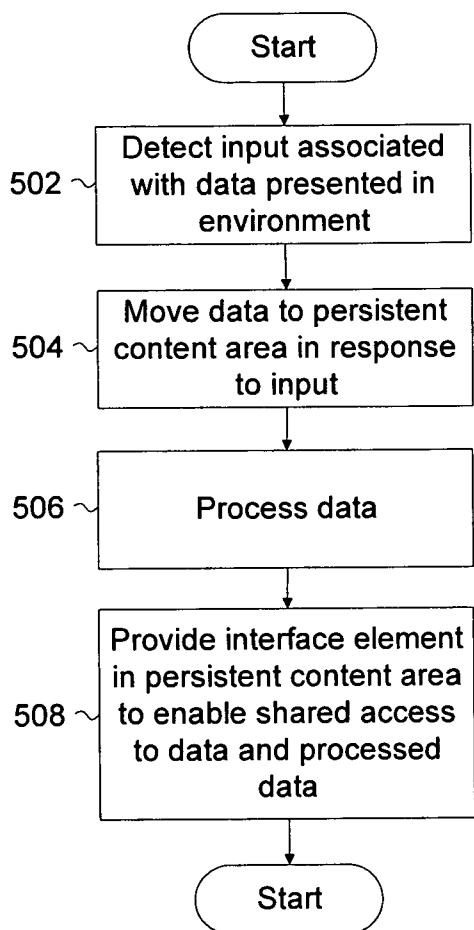 Start
502
Detect input associated
with data presented in
environment
504
Move data to persistent
content area in response
to input
506
Process data
508
Provide interface element
in persistent content area
to enable shared access
to data and processed
data
Start